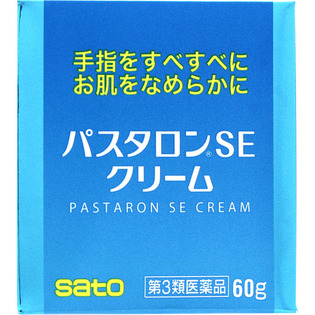 手指をすべすべに
お肌をなめらかに
パスタロン®SE
クリーム
PASTARON SE CREAM
sato
第3類医薬品
60g